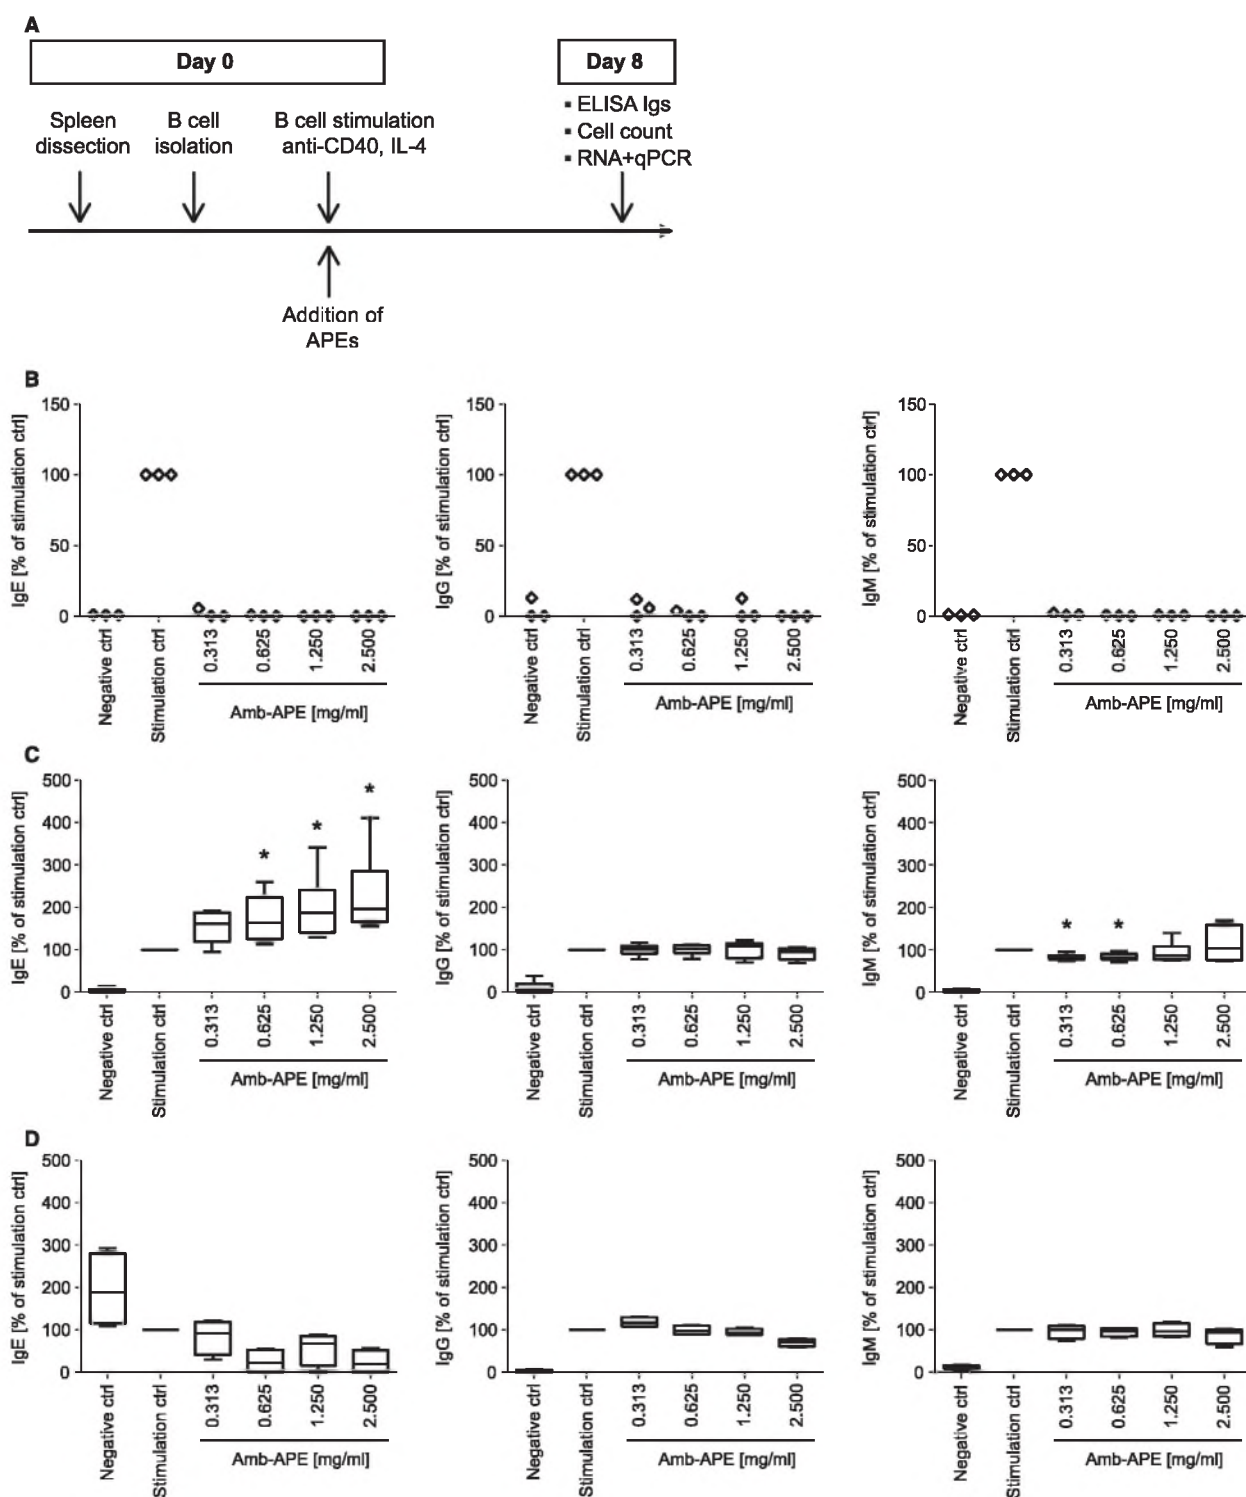 A
Day 0
Day 8
Spleen
dissection
B cell
isolation
B cell stimulation
anti-CD40, IL-4
▪ ELISA Igs
▪ Cell count
▪ RNA+qPCR
Addition of
APEs
B
IgE [% of stimulation ctrl]
150
100
50
0
Negative ctrl
Stimulation ctrl
0.313
0.625
1.250
2.500
Amb-APE [mg/ml]
IgG [% of stimulation ctrl]
150
100
50
0
Negative ctrl
Stimulation ctrl
0.313
0.625
1.250
2.500
Amb-APE [mg/ml]
IgM [% of stimulation ctrl]
150
100
50
0
Negative ctrl
Stimulation ctrl
0.313
0.625
1.250
2.500
Amb-APE [mg/ml]
C
IgE [% of stimulation ctrl]
500
400
300
200
100
0
* * *
Negative ctrl
Stimulation ctrl
0.313
0.625
1.250
2.500
Amb-APE [mg/ml]
IgG [% of stimulation ctrl]
500
400
300
200
100
0
Negative ctrl
Stimulation ctrl
0.313
0.625
1.250
2.500
Amb-APE [mg/ml]
IgM [% of stimulation ctrl]
500
400
300
200
100
0
* *
Negative ctrl
Stimulation ctrl
0.313
0.625
1.250
2.500
Amb-APE [mg/ml]
D
IgE [% of stimulation ctrl]
500
400
300
200
100
0
Negative ctrl
Stimulation ctrl
0.313
0.625
1.250
2.500
Amb-APE [mg/ml]
IgG [% of stimulation ctrl]
500
400
300
200
100
0
Negative ctrl
Stimulation ctrl
0.313
0.625
1.250
2.500
Amb-APE [mg/ml]
IgM [% of stimulation ctrl]
500
400
300
200
100
0
Negative ctrl
Stimulation ctrl
0.313
0.625
1.250
2.500
Amb-APE [mg/ml]